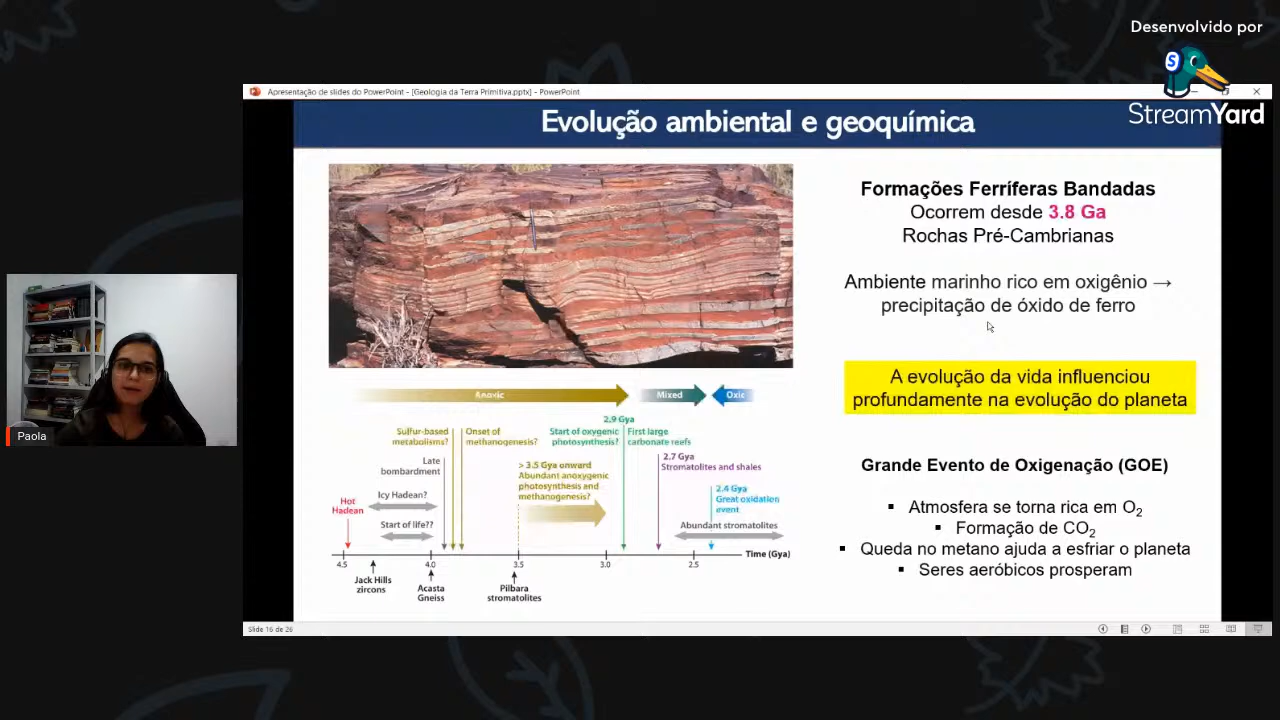 Desenvolvido por
StreamYard
Apresentação de slides do PowerPoint - [Geologia da Terra Primitiva.pptx] - PowerPoint
Evolução ambiental e geoquímica
Formações Ferríferas Bandadas
Ocorrem desde 3.8 Ga
Rochas Pré-Cambrianas
Ambiente marinho rico em oxigênio →
precipitação de óxido de ferro
A evolução da vida influenciou
profundamente na evolução do planeta
Grande Evento de Oxigenação (GOE)
▪ Atmosfera se torna rica em O₂
▪ Formação de CO₂
▪ Queda no metano ajuda a esfriar o planeta
▪ Seres aeróbicos prosperam
Anoxic
Mixed
Oxic
2.9 Gya
Sulfur-based
metabolisms?
Onset of
methanogenesis?
Start of oxygenic
photosynthesis?
First large
carbonate reefs
Late
bombardment
> 3.5 Gya onward
Abundant anoxygenic
photosynthesis and
methanogenesis?
2.7 Gya
Stromatolites and shales
2.4 Gya
Great oxidation
event
Hot
Hadean
Icy Hadean?
Start of life??
Abundant stromatolites
4.5
4.0
3.5
3.0
2.5
Time (Gya)
Jack Hills
zircons
Acasta
Gneiss
Pilbara
stromatolites
Paola
Slide 16 de 26